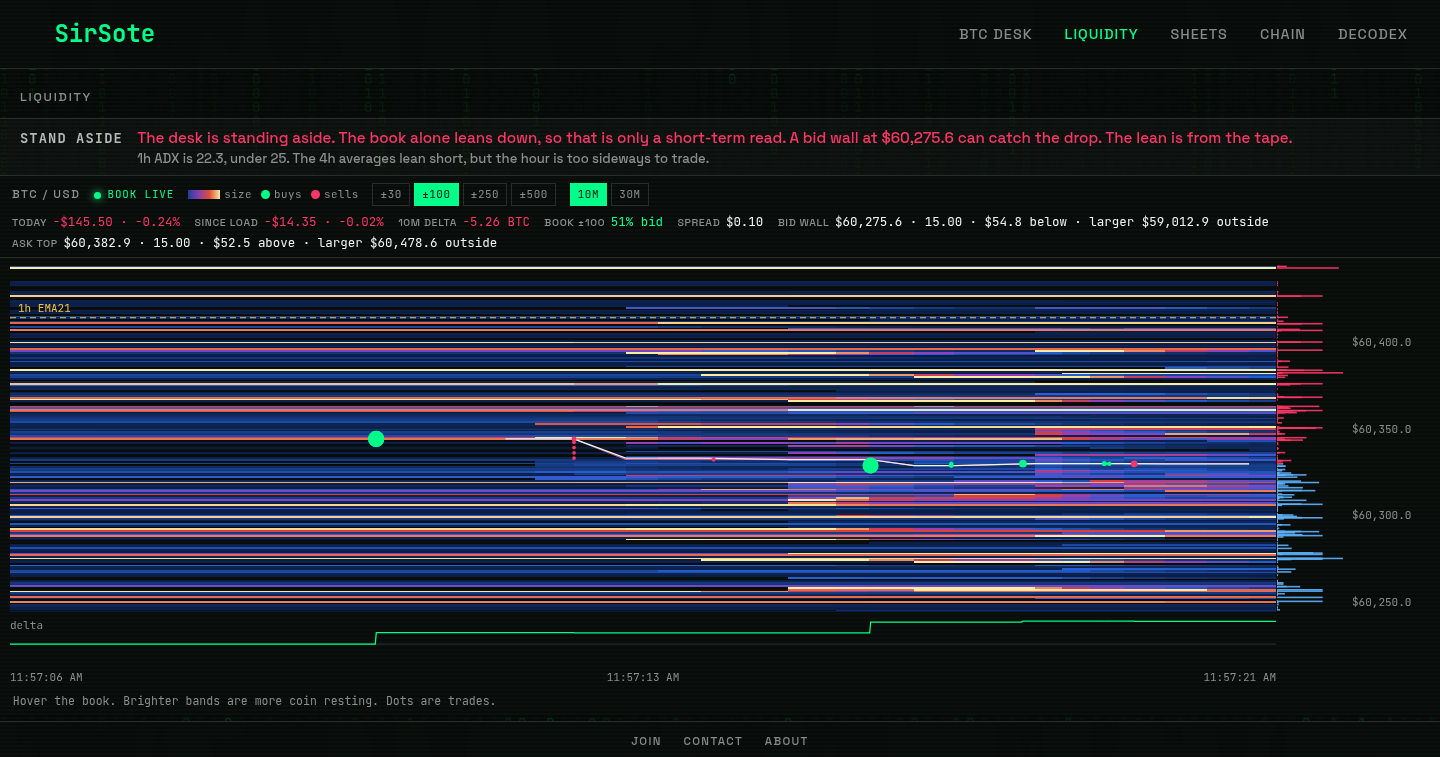 SirSote
BTC DESK LIQUIDITY SHEETS CHAIN DECODEX
LIQUIDITY
STAND ASIDE The desk is standing aside. The book alone leans down, so that is only a short-term read. A bid wall at $60,275.6 can catch the drop. The lean is from the tape.
1h ADX is 22.3, under 25. The 4h averages lean short, but the hour is too sideways to trade.
BTC / USD BOOK LIVE size buys sells ±30 ±100 ±250 ±500 10M 30M
TODAY -$145.50 · -0.24% SINCE LOAD -$14.35 · -0.02% 10M DELTA -5.26 BTC BOOK ±100 51% bid SPREAD $0.10 BID WALL $60,275.6 · 15.00 · $54.8 below · larger $59,012.9 outside
ASK TOP $60,382.9 · 15.00 · $52.5 above · larger $60,478.6 outside
1h EMA21
$60,400.0
$60,350.0
$60,300.0
$60,250.0
delta
11:57:06 AM 11:57:13 AM 11:57:21 AM
Hover the book. Brighter bands are more coin resting. Dots are trades.
JOIN CONTACT ABOUT